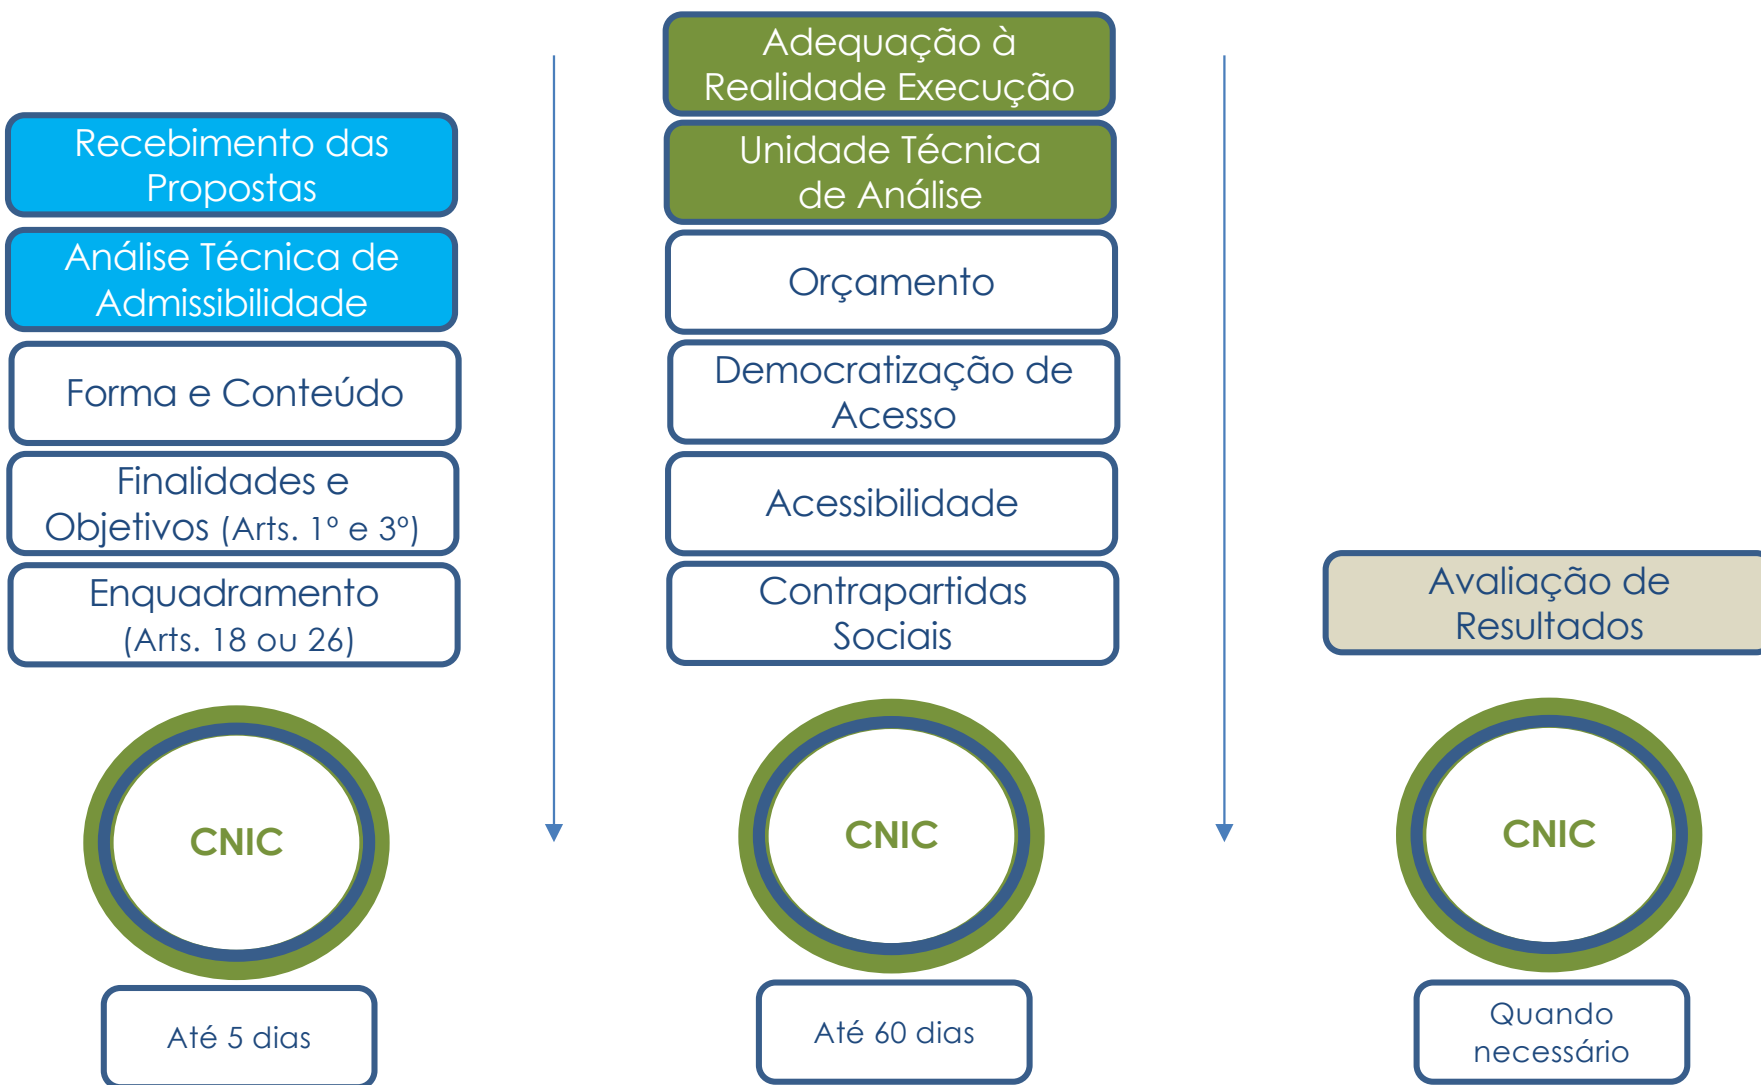 Recebimento das
Propostas
Análise Técnica de
Admissibilidade
Forma e Conteúdo
Finalidades e
Objetivos (Arts. 1º e 3º)
Enquadramento
(Arts. 18 ou 26)
CNIC
Até 5 dias
Adequação à
Realidade Execução
Unidade Técnica
de Análise
Orçamento
Democratização de
Acesso
Acessibilidade
Contrapartidas
Sociais
CNIC
Até 60 dias
Avaliação de
Resultados
CNIC
Quando
necessário